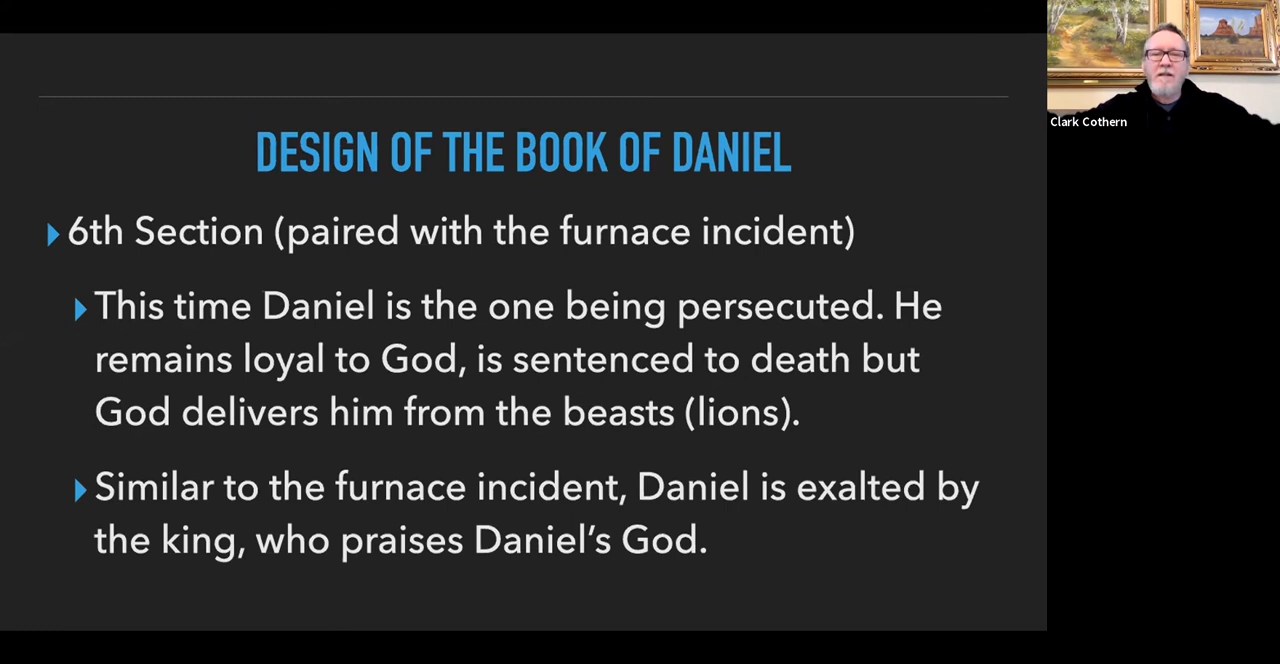 DESIGN OF THE BOOK OF DANIEL
6th Section (paired with the furnace incident)
This time Daniel is the one being persecuted. He
remains loyal to God, is sentenced to death but
God delivers him from the beasts (lions).
Similar to the furnace incident, Daniel is exalted by
the king, who praises Daniel’s God.
Clark Cothern